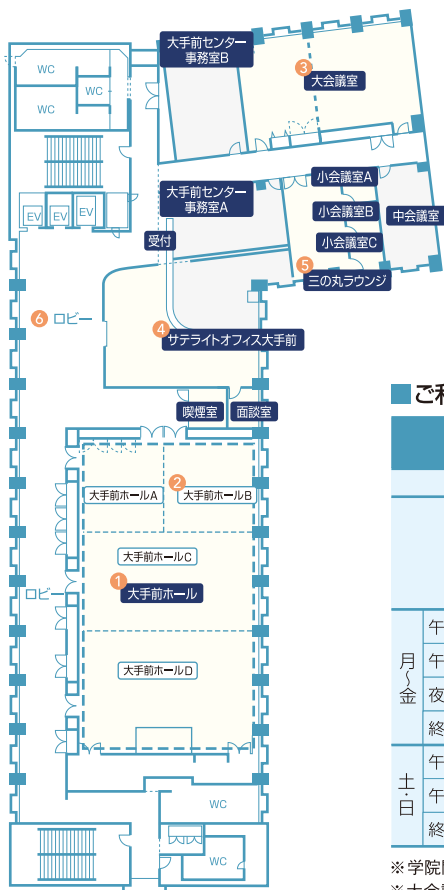 大手前センター
事務室B
③
大会議室
WC
WC
WC
大手前センター
事務室A
小会議室A
小会議室B
小会議室C
中会議室
EV
EV
EV
受付
⑤
三の丸ラウンジ
⑥ ロビー
④
サテライトオフィス大手前
喫煙室
面談室
②
大手前ホールA
大手前ホールB
大手前ホールC
①
大手前ホール
ロビー
大手前ホールD
WC
WC
■ご利
月〜金
午
午
夜
終
土・日
午
午
終
※学院